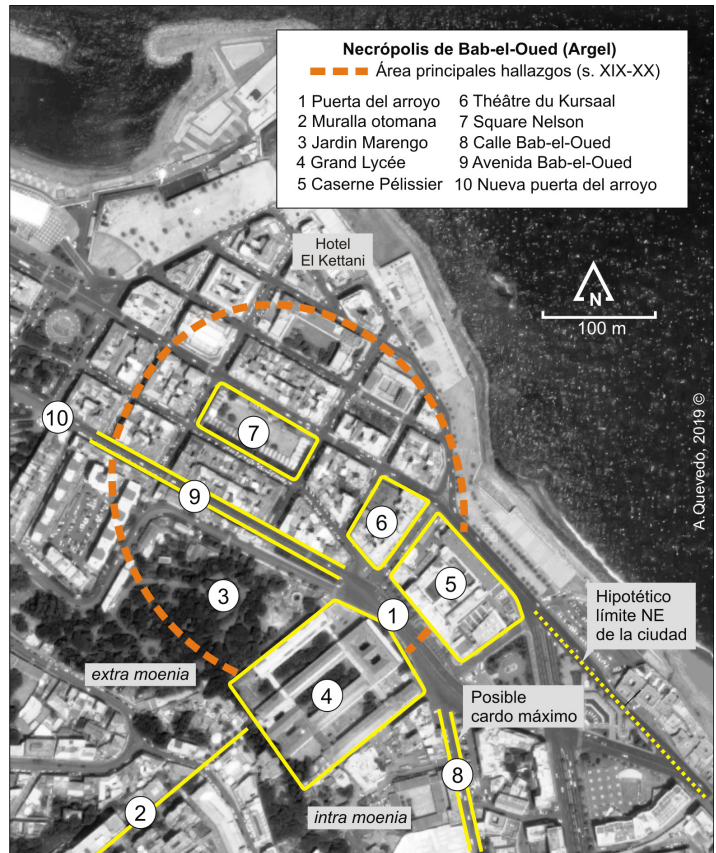 Necrópolis de Bab-el-Oued (Argel)
Área principales hallazgos (s. XIX-XX)
1 Puerta del arroyo
2 Muralla otomana
3 Jardin Marengo
4 Grand Lycée
5 Caserne Pélissier
6 Théâtre du Kursaal
7 Square Nelson
8 Calle Bab-el-Oued
9 Avenida Bab-el-Oued
10 Nueva puerta del arroyo
Hotel
El Kettani
N
100 m
A.Quevedo, 2019 ©
10
7
9
6
3
5
1
Hipotético
límite NE
de la ciudad
extra moenia
4
Posible
cardo máximo
8
2
intra moenia